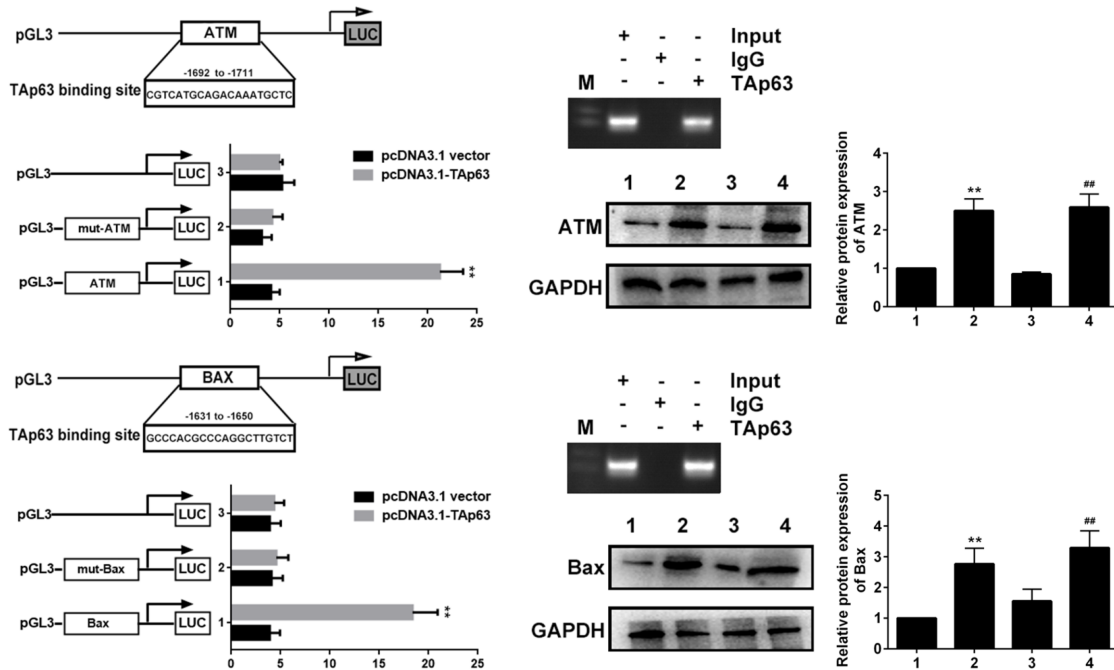 pGL3 ATM LUC
-1692 to -1711
TAp63 binding site CGTCATGCAGACAAATGCTC
pcDNA3.1 vector
pcDNA3.1-TAp63
pGL3 LUC 3
pGL3 mut-ATM LUC 2
pGL3 ATM LUC 1 **
0 5 10 15 20 25
+ - - Input
- + - IgG
M - - + TAp63
1 2 3 4
ATM
GAPDH
Relative protein expression
of ATM
4
3
2
1
0
** ##
1 2 3 4
pGL3 BAX LUC
-1631 to -1650
TAp63 binding site GCCCACGCCCAGGCTTGTCT
pcDNA3.1 vector
pcDNA3.1-TAp63
pGL3 LUC 3
pGL3 mut-Bax LUC 2
pGL3 Bax LUC 1 **
0 5 10 15 20 25
+ - - Input
- + - IgG
M - - + TAp63
1 2 3 4
Bax
GAPDH
Relative protein expression
of Bax
5
4
3
2
1
0
** ##
1 2 3 4